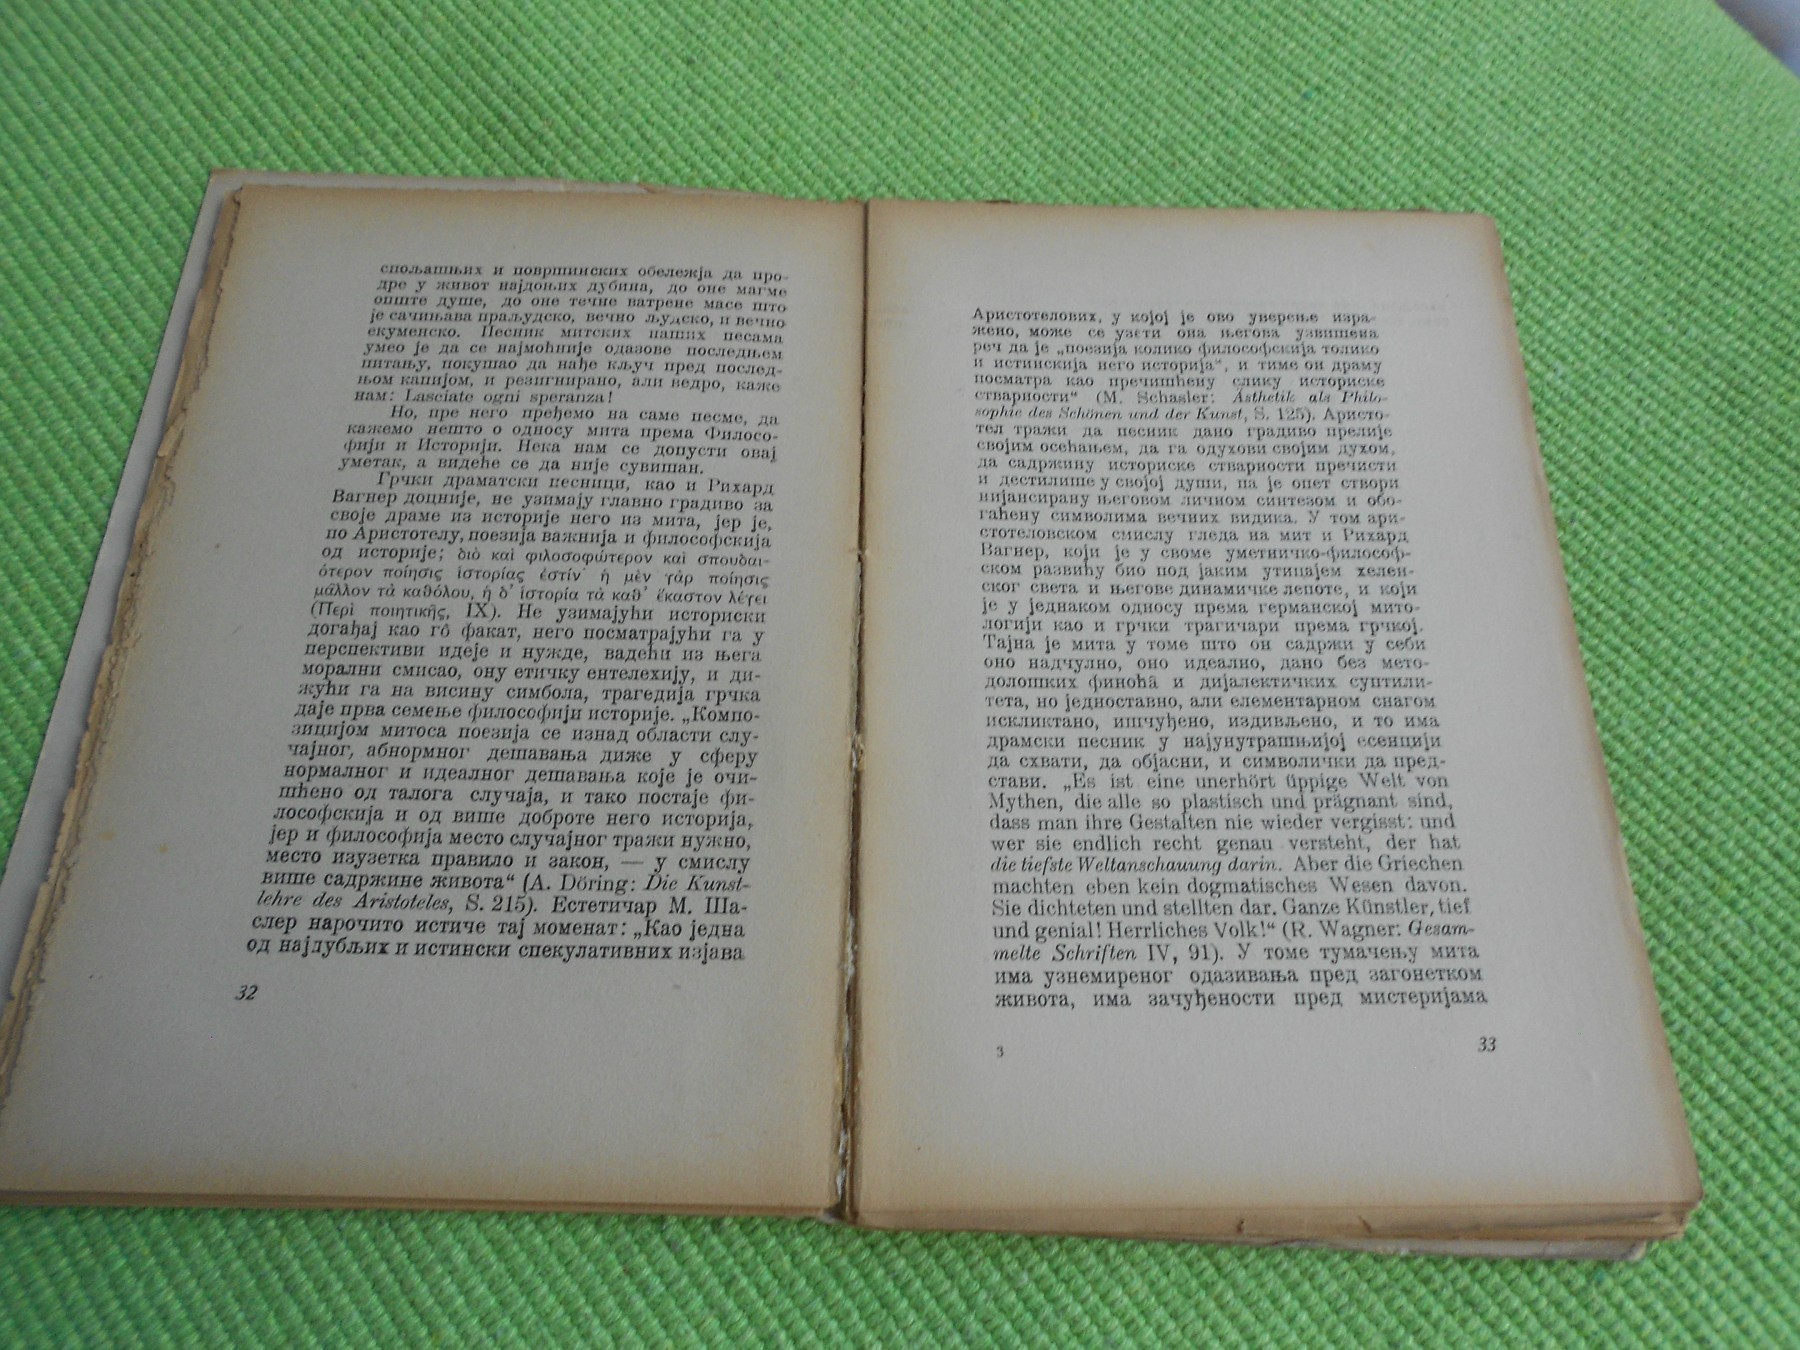 спољашњих и површинских обележја да про-
дре у живот најдоњих дубина, до оне магме
опште душе, до оне течне ватрене масе што
је сачињава праљудско, вечно људско, и вечно
екуменско. Песник митских наших песама
умео је да се најмоћније одазове последњем
питању, покушао да нађе кључ пред послед-
њом капијом, и резигнирано, али ведро, каже
нам: Lasciate ogni speranza!
Но, пре него пређемо на саме песме, да
кажемо нешто о односу мита према Филосо-
фији и Историји. Нека нам се допусти овај
уметак, а видеће се да није сувишан.
Грчки драматски песници, као и Рихард
Вагнер доцније, не узимају главно градиво за
своје драме из историје него из мита, јер је,
по Аристотелу, поезија важнија и философскија
од историје; διὸ καὶ φιλοσοφώτερον καὶ σπουδαι-
ότερον ποίησις ἱστορίας ἐστίν· ἡ μὲν γὰρ ποίησις
μᾶλλον τὰ καθόλου, ἡ δ' ἱστορία τὰ καθ' ἕκαστον λέγει
(Περὶ ποιητικῆς, IX). Не узимајући историски
догађај као го̂ факат, него посматрајући га у
перспективи идеје и нужде, вадећи из њега
морални смисао, ону етичку ентелехију, и ди-
жући га на висину симбола, трагедија грчка
даје прва семење философији историје. „Компо-
зицијом митоса поезија се изнад области слу-
чајног, абнормног дешавања диже у сферу
нормалног и идеалног дешавања које је очи-
шћено од талога случаја, и тако постаје фи-
лософскија и од више доброте него историја,
јер и философија место случајног тражи нужно,
место изузетка правило и закон, — у смислу
више садржине живота“ (A. Döring: Die Kunst-
lehre des Aristoteles, S. 215). Естетичар М. Ша-
слер нарочито истиче тај моменат: „Као једна
од најдубљих и истински спекулативних изјава
32
Аристотелових, у којој је ово уверење изра-
жено, може се узети она његова узвишена
реч да је „поезија колико философскија толико
и истинскија него историја“, и тиме он драму
посматра као пречишћену слику историске
стварности“ (M. Schasler: Ästhetik als Philo-
sophie des Schönen und der Kunst, S. 125). Аристо-
тел тражи да песник дано градиво прелије
својим осећањем, да га одухови својим духом,
да садржину историске стварности пречисти
и дестилише у својој души, па је опет створи
нијансирану његовом личном синтезом и обо-
гаћену символима вечних видика. У том ари-
стотеловском смислу гледа на мит и Рихард
Вагнер, који је у своме уметничко-философ-
ском развићу био под јаким утицајем хелен-
ског света и његове динамичке лепоте, и који
је у једнаком односу према германској мито-
логији као и грчки трагичари према грчкој.
Тајна је мита у томе што он садржи у себи
оно надчулно, оно идеално, дано без мето-
долошких финоћа̂ и дијалектичких суптили-
тета, но једноставно, али елементарном снагом
искликтано, ишчуђено, издивљено, и то има
драмски песник у најунутрашњијој есенцији
да схвати, да објасни, и символички да пред-
стави. „Es ist eine unerhört üppige Welt von
Mythen, die alle so plastisch und prägnant sind,
dass man ihre Gestalten nie wieder vergisst: und
wer sie endlich recht genau versteht, der hat
die tiefste Weltanschauung darin. Aber die Griechen
machten eben kein dogmatisches Wesen davon.
Sie dichteten und stellten dar. Ganze Künstler, tief
und genial! Herrliches Volk!“ (R. Wagner: Gesam-
melte Schriften IV, 91). У томе тумачењу мита
има узнемиреног одазивања пред загонетком
живота, има зачуђености пред мистеријама
3
33